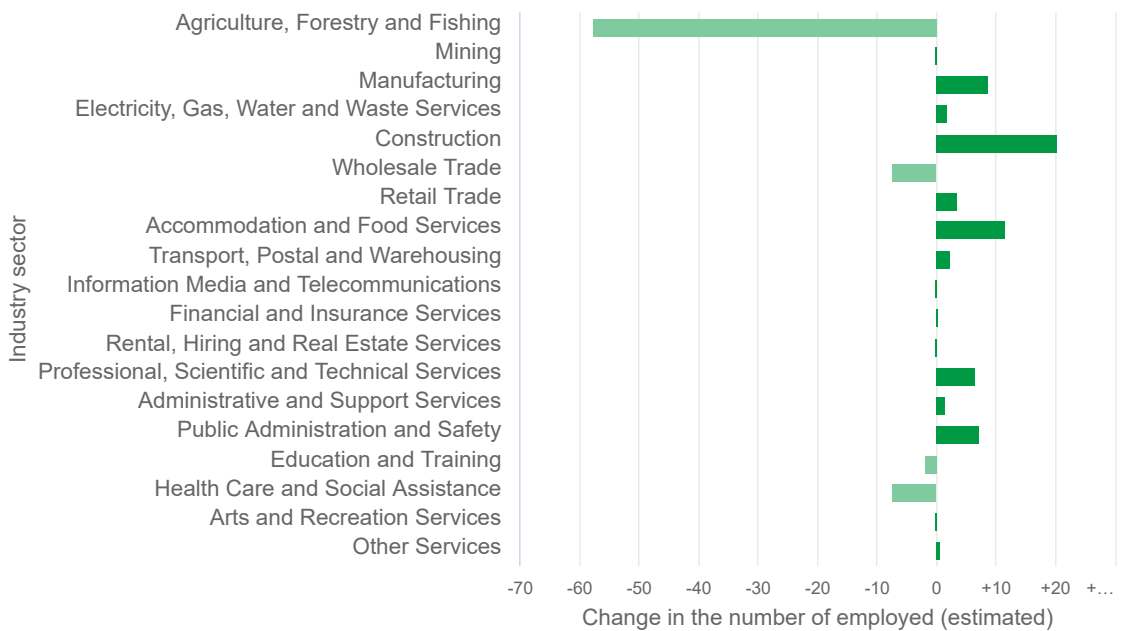 Agriculture, Forestry and Fishing
Mining
Manufacturing
Electricity, Gas, Water and Waste Services
Construction
Wholesale Trade
Retail Trade
Accommodation and Food Services
Transport, Postal and Warehousing
Information Media and Telecommunications
Financial and Insurance Services
Rental, Hiring and Real Estate Services
Professional, Scientific and Technical Services
Administrative and Support Services
Public Administration and Safety
Education and Training
Health Care and Social Assistance
Arts and Recreation Services
Other Services
Industry sector
-70 -60 -50 -40 -30 -20 -10 0 +10 +20 +…
Change in the number of employed (estimated)